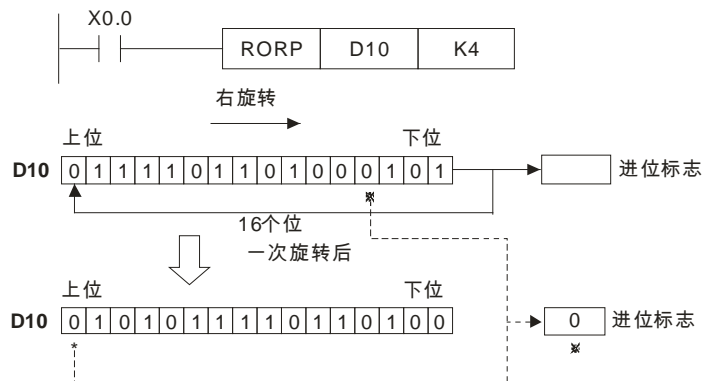 X0.0
RORP D10 K4
右旋转
上位 下位
D10 0 1 1 1 1 0 1 1 0 1 0 0 0 1 0 1 进位标志
※
16个位
一次旋转后
上位 下位
D10 0 1 0 1 0 1 1 1 1 0 1 1 0 1 0 0 0 进位标志
* ※